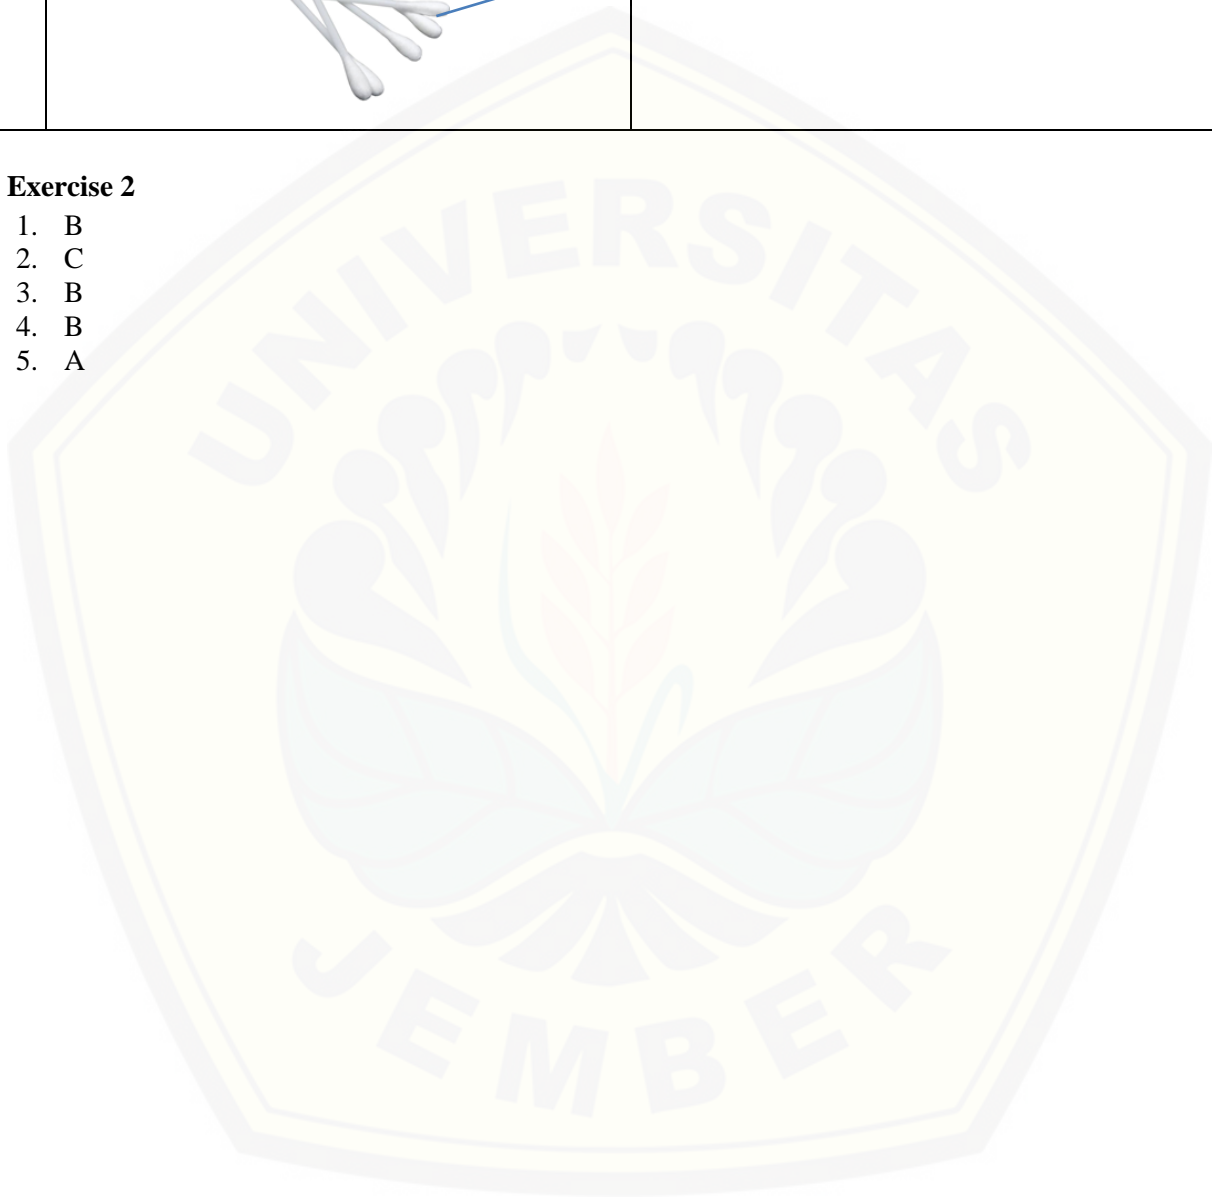 Exercise 2
1. B
2. C
3. B
4. B
5. A
UNIVERSITAS
JEMBER